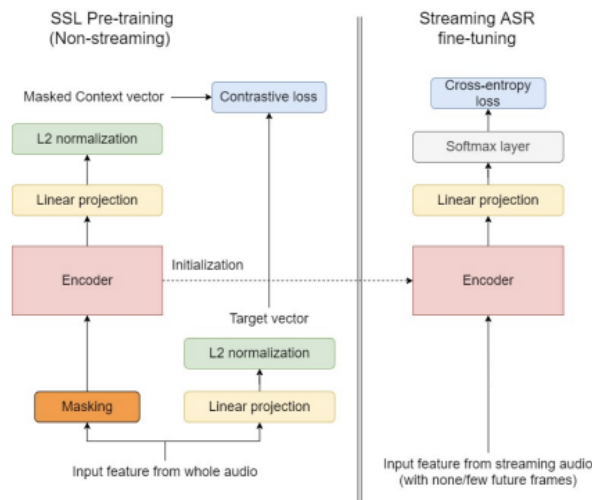 SSL Pre-training
(Non-streaming)
Masked Context vector
Contrastive loss
L2 normalization
Linear projection
Encoder
Initialization
Target vector
L2 normalization
Masking
Linear projection
Input feature from whole audio
Streaming ASR
fine-tuning
Cross-entropy
loss
Softmax layer
Linear projection
Encoder
Input feature from streaming audio
(with none/few future frames)